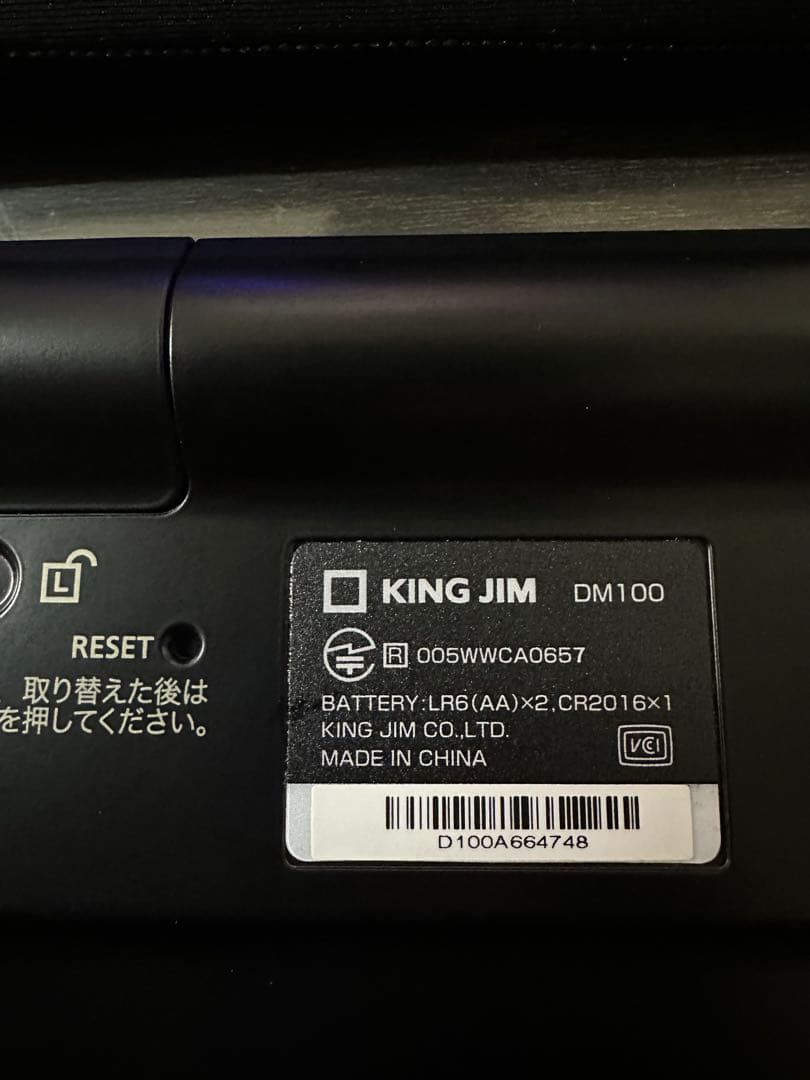 L
RESET
取り替えた後は
を押してください。
KING JIM DM100
R 005WWCA0657
BATTERY:LR6(AA)×2,CR2016×1
KING JIM CO.,LTD.
MADE IN CHINA
VCI
D100A664748